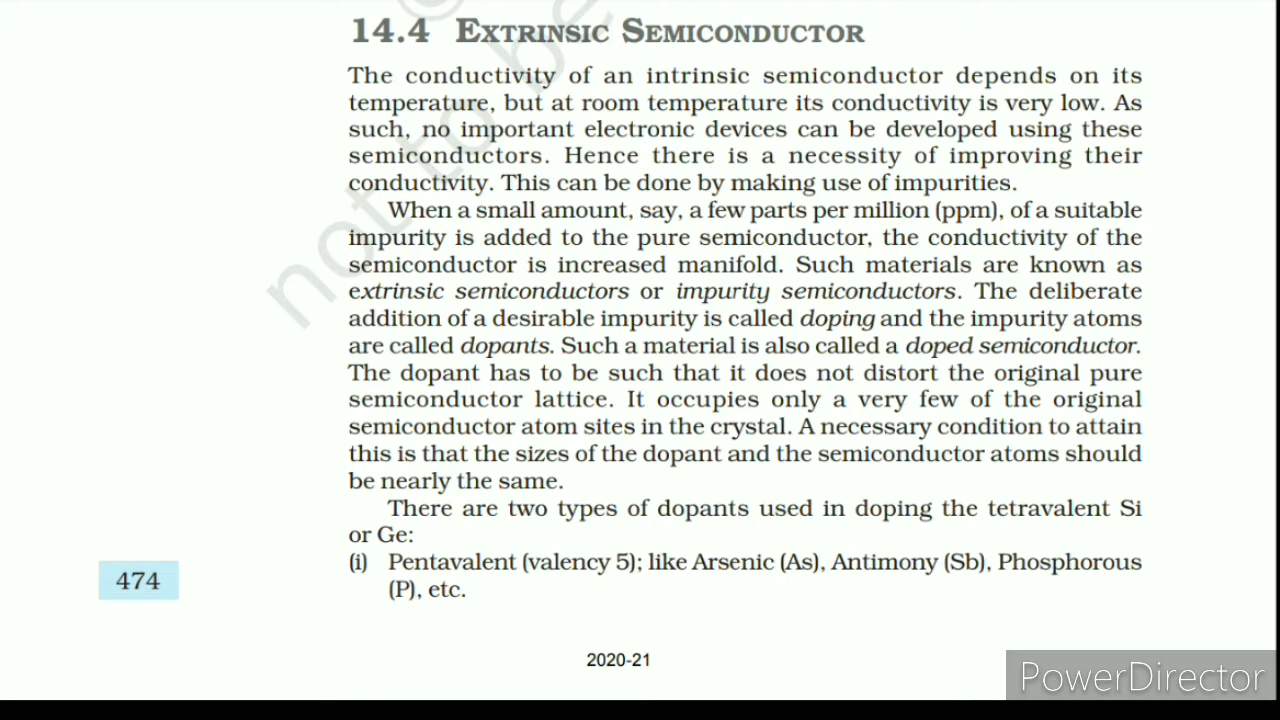 14.4 EXTRINSIC SEMICONDUCTOR
The conductivity of an intrinsic semiconductor depends on its
temperature, but at room temperature its conductivity is very low. As
such, no important electronic devices can be developed using these
semiconductors. Hence there is a necessity of improving their
conductivity. This can be done by making use of impurities.
When a small amount, say, a few parts per million (ppm), of a suitable
impurity is added to the pure semiconductor, the conductivity of the
semiconductor is increased manifold. Such materials are known as
extrinsic semiconductors or impurity semiconductors. The deliberate
addition of a desirable impurity is called doping and the impurity atoms
are called dopants. Such a material is also called a doped semiconductor.
The dopant has to be such that it does not distort the original pure
semiconductor lattice. It occupies only a very few of the original
semiconductor atom sites in the crystal. A necessary condition to attain
this is that the sizes of the dopant and the semiconductor atoms should
be nearly the same.
There are two types of dopants used in doping the tetravalent Si
or Ge:
(i) Pentavalent (valency 5); like Arsenic (As), Antimony (Sb), Phosphorous
(P), etc.
474
2020-21
not to be
PowerDirector